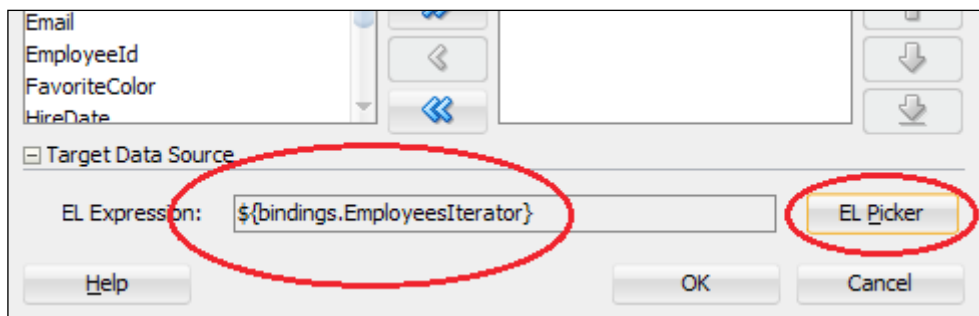 Email
EmployeeId
FavoriteColor
HireDate
Target Data Source
EL Expression: ${bindings.EmployeesIterator} EL Picker
Help OK Cancel